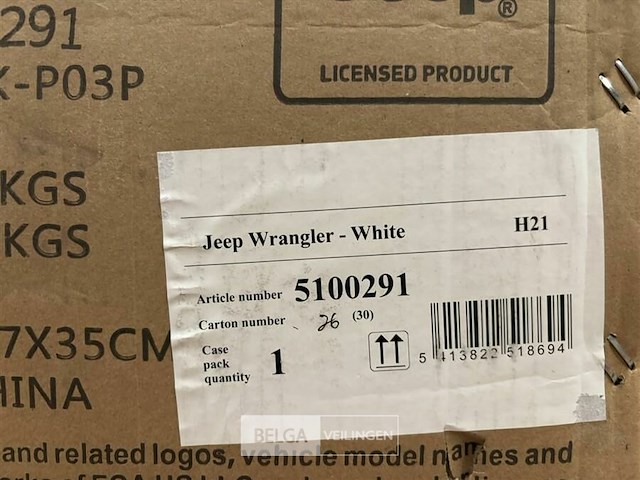 291
-P03P
®
LICENSED PRODUCT
KGS
KGS
7X35CM
HINA
Jeep Wrangler - White H21
Article number 5100291
Carton number 26 (30)
Case pack quantity 1
5 413822 518694
BELGA VEILINGEN
and related logos, vehicle model names and